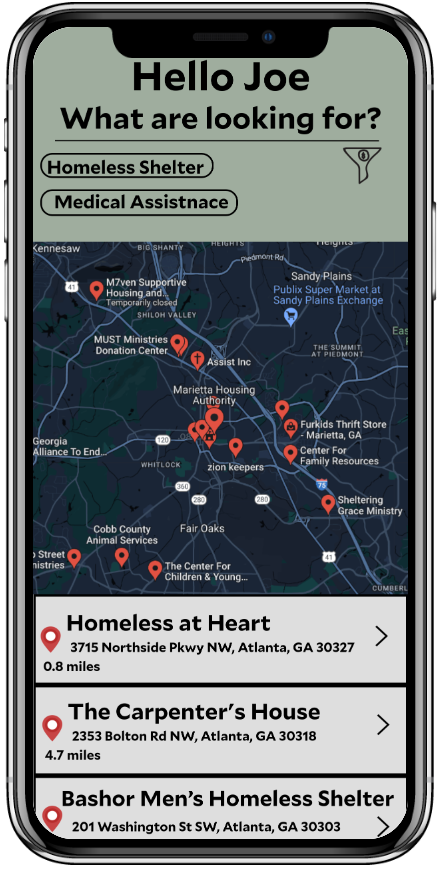 Hello Joe
What are looking for?
Homeless Shelter
Medical Assistnace
Kennesaw
BIG SHANTY
HEIGHTS
Heights
Piedmont Rd
Sandy Plains
41
M7ven Supportive
Housing and...
Temporarily closed
Publix Super Market at
Sandy Plains Exchange
SHILOH VALLEY
MUST Ministries
Donation Center
Assist Inc
THE SUMMIT
AT PIEDMONT
Eas
Marietta Housing
Authority
Furkids Thrift Store
- Marietta, GA
Georgia
Alliance To End...
120
WHITLOCK
zion keepers
Center For
Family Resources
75
360
280
280
Sheltering
Grace Ministry
Fair Oaks
Cobb County
Animal Services
41
o Street
nistries
The Center For
Children & Young...
CUMBERL
Homeless at Heart
3715 Northside Pkwy NW, Atlanta, GA 30327
0.8 miles
The Carpenter's House
2353 Bolton Rd NW, Atlanta, GA 30318
4.7 miles
Bashor Men's Homeless Shelter
201 Washington St SW, Atlanta, GA 30303